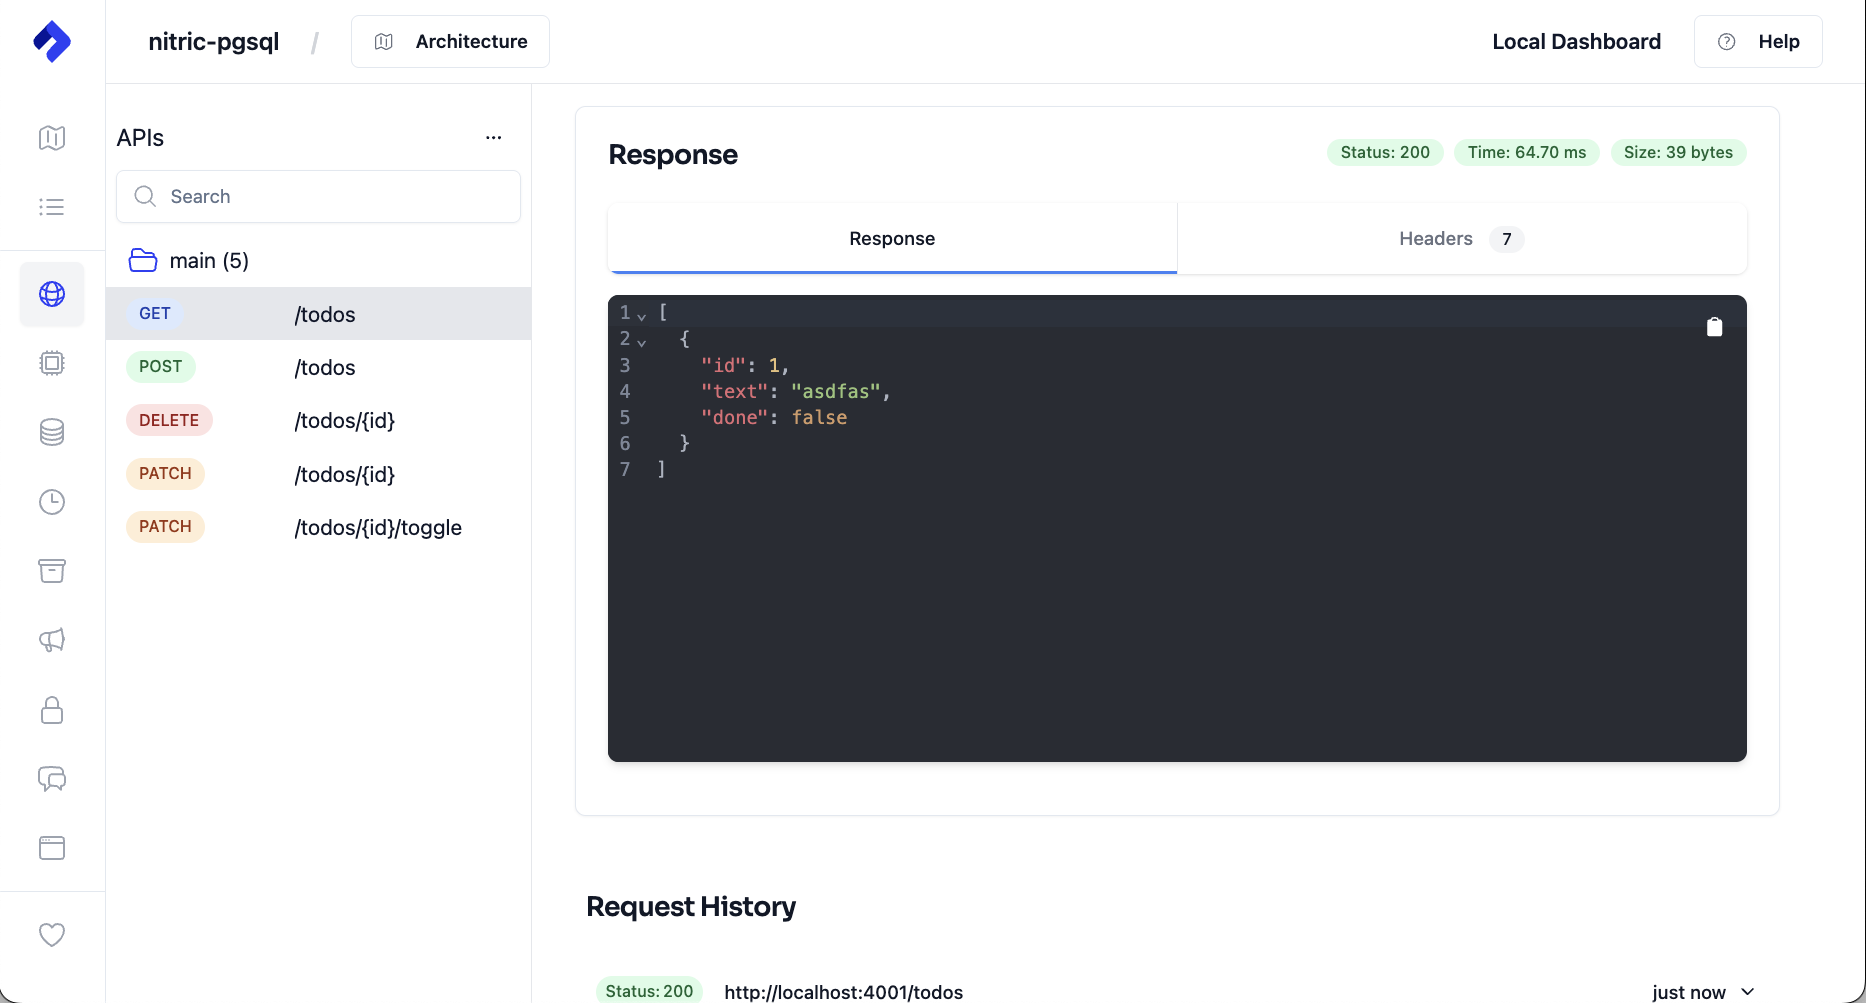 nitric-pgsql / Architecture
Local Dashboard
Help
APIs
...
Search
main (5)
GET /todos
POST /todos
DELETE /todos/{id}
PATCH /todos/{id}
PATCH /todos/{id}/toggle
Response
Status: 200 Time: 64.70 ms Size: 39 bytes
Response
Headers 7
1 [
2 {
3 "id": 1,
4 "text": "asdfas",
5 "done": false
6 }
7 ]
Request History
Status: 200 http://localhost:4001/todos just now